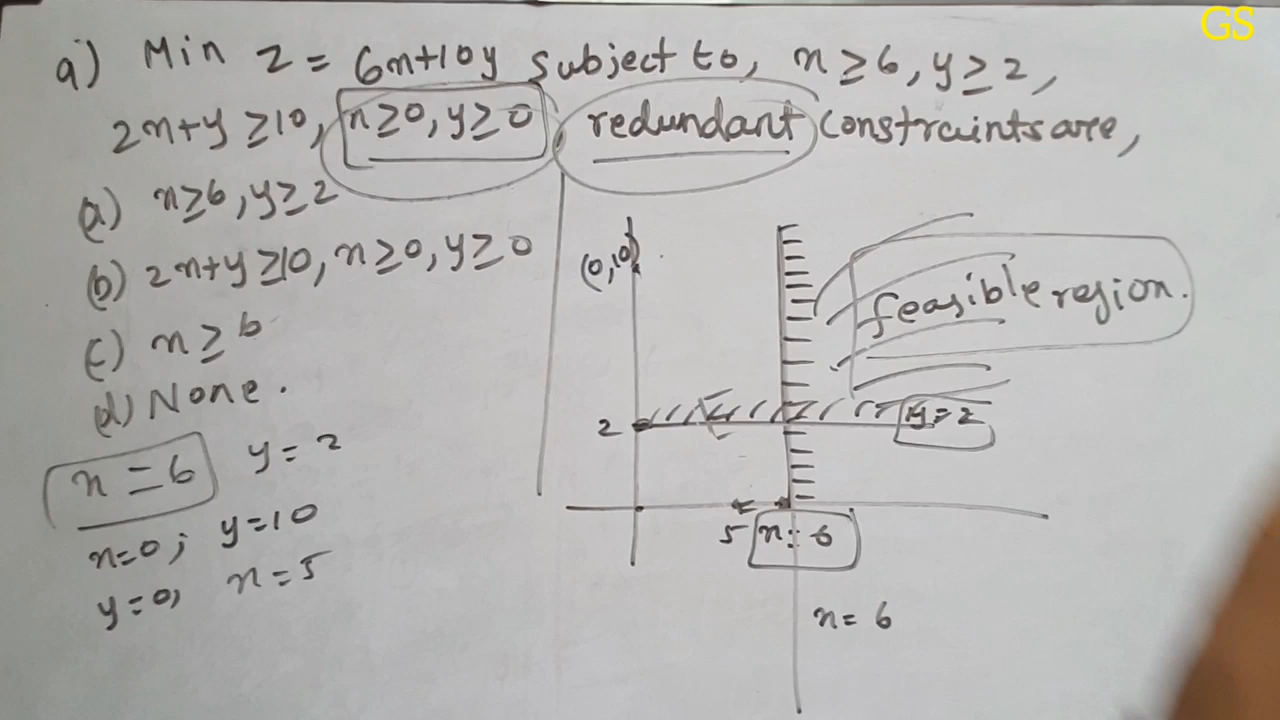 GS
q) Min Z = 6x+10y subject to, x ≥ 6, y ≥ 2,
2x+y ≥ 10, x ≥ 0, y ≥ 0 redundant constraints are,
(a) x ≥ 6, y ≥ 2
(b) 2x+y ≥ 10, x ≥ 0, y ≥ 0
(c) x ≥ 6
(d) None.
x = 6 y = 2
x=0; y=10
y=0, x=5
(0,10)
feasible region.
2
y=2
5 x=6
x=6